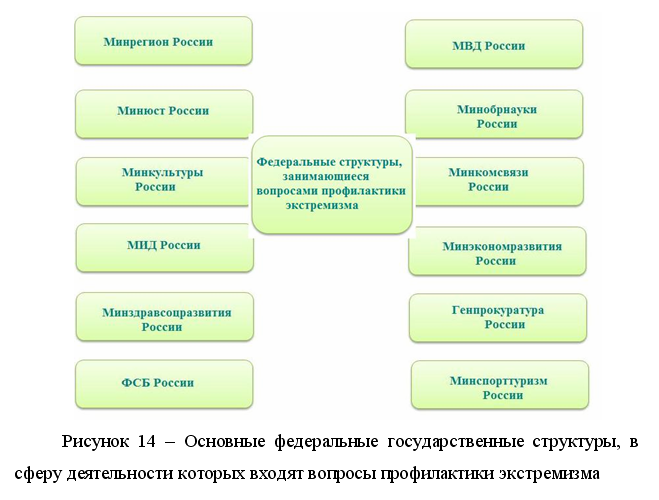 Минрегион России
МВД России
Минюст России
Минобрнауки
России
Федеральные структуры,
занимающиеся
вопросами профилактики
экстремизма
Минкультуры
России
Минкомсвязи
России
МИД России
Минэкономразвития
России
Минздравсопразвития
России
Генпрокуратура
России
ФСБ России
Минспорттуризм
России
Рисунок 14 – Основные федеральные государственные структуры, в
сферу деятельности которых входят вопросы профилактики экстремизма